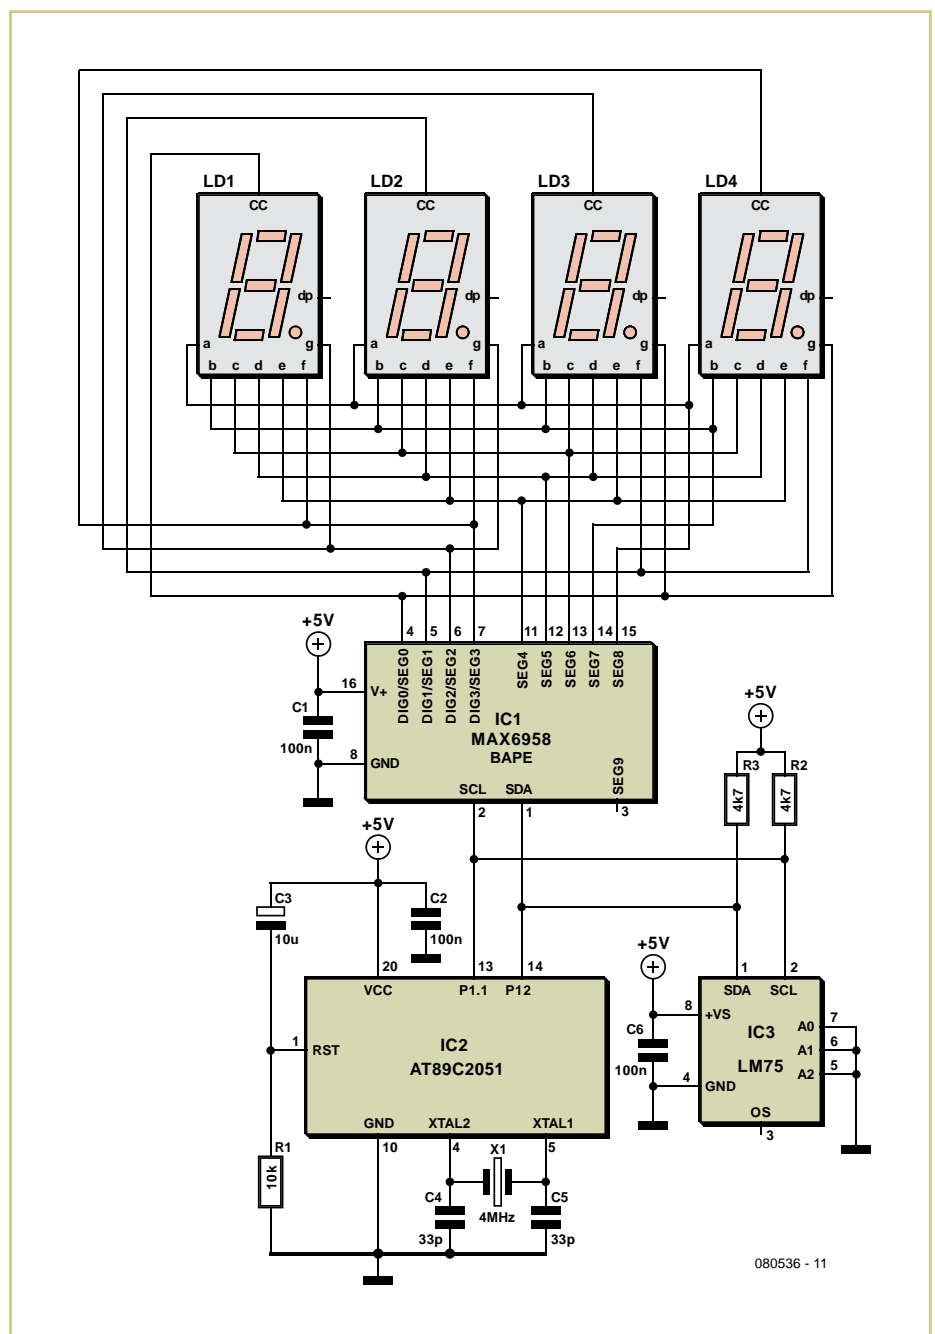 LD1 LD2 LD3 LD4
CC CC CC CC
dp dp dp dp
a g a g a g a g
b c d e f b c d e f b c d e f b c d e f
+5V
4 5 6 7 11 12 13 14 15
DIG0/SEG0
DIG1/SEG1
DIG2/SEG2
DIG3/SEG3
SEG4
SEG5
SEG6
SEG7
SEG8
16 V+
C1
100n
IC1
MAX6958
BAPE
8 GND
SCL SDA
SEG9
2 1 3
+5V
R3 R2
4k7 4k7
+5V
C3 C2
10u 100n
20 13 14
VCC P1.1 P12
1 RST
IC2
AT89C2051
GND XTAL2 XTAL1
10 4 5
R1
10k
X1
4MHz
C4 C5
33p 33p
+5V
1 2
SDA SCL
8 +VS
C6
100n
IC3
LM75
A0 7
A1 6
A2 5
4 GND
OS
3
080536 - 11